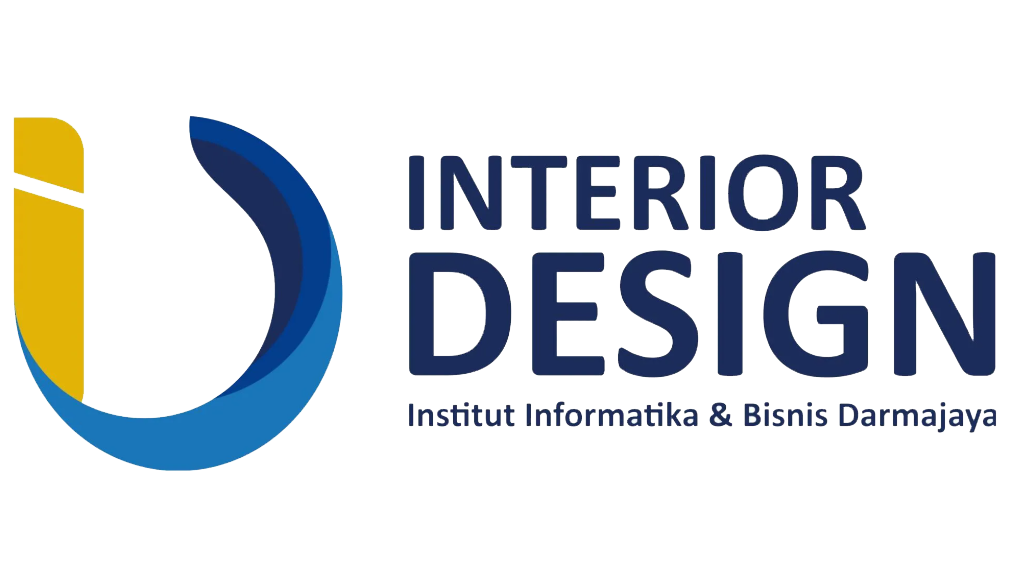 INTERIOR
DESIGN
Institut Informatika & Bisnis Darmajaya